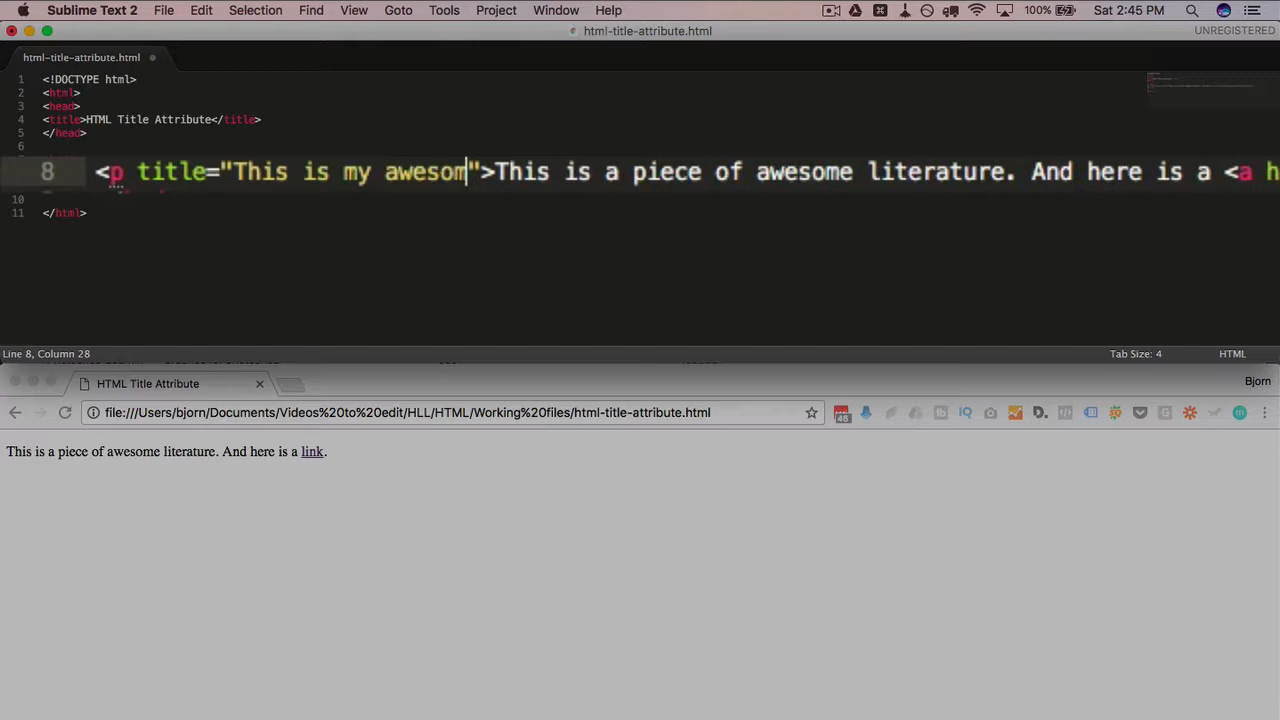 Sublime Text 2 File Edit Selection Find View Goto Tools Project Window Help 100% Sat 2:45 PM
html-title-attribute.html UNREGISTERED
html-title-attribute.html
1 <!DOCTYPE html>
2 <html>
3 <head>
4 <title>HTML Title Attribute</title>
5 </head>
6
8 <p title="This is my awesom">This is a piece of awesome literature. And here is a <a h
10
11 </html>
Line 8, Column 28 Tab Size: 4 HTML
HTML Title Attribute Bjorn
file:///Users/bjorn/Documents/Videos%20to%20edit/HLL/HTML/Working%20files/html-title-attribute.html
This is a piece of awesome literature. And here is a link.